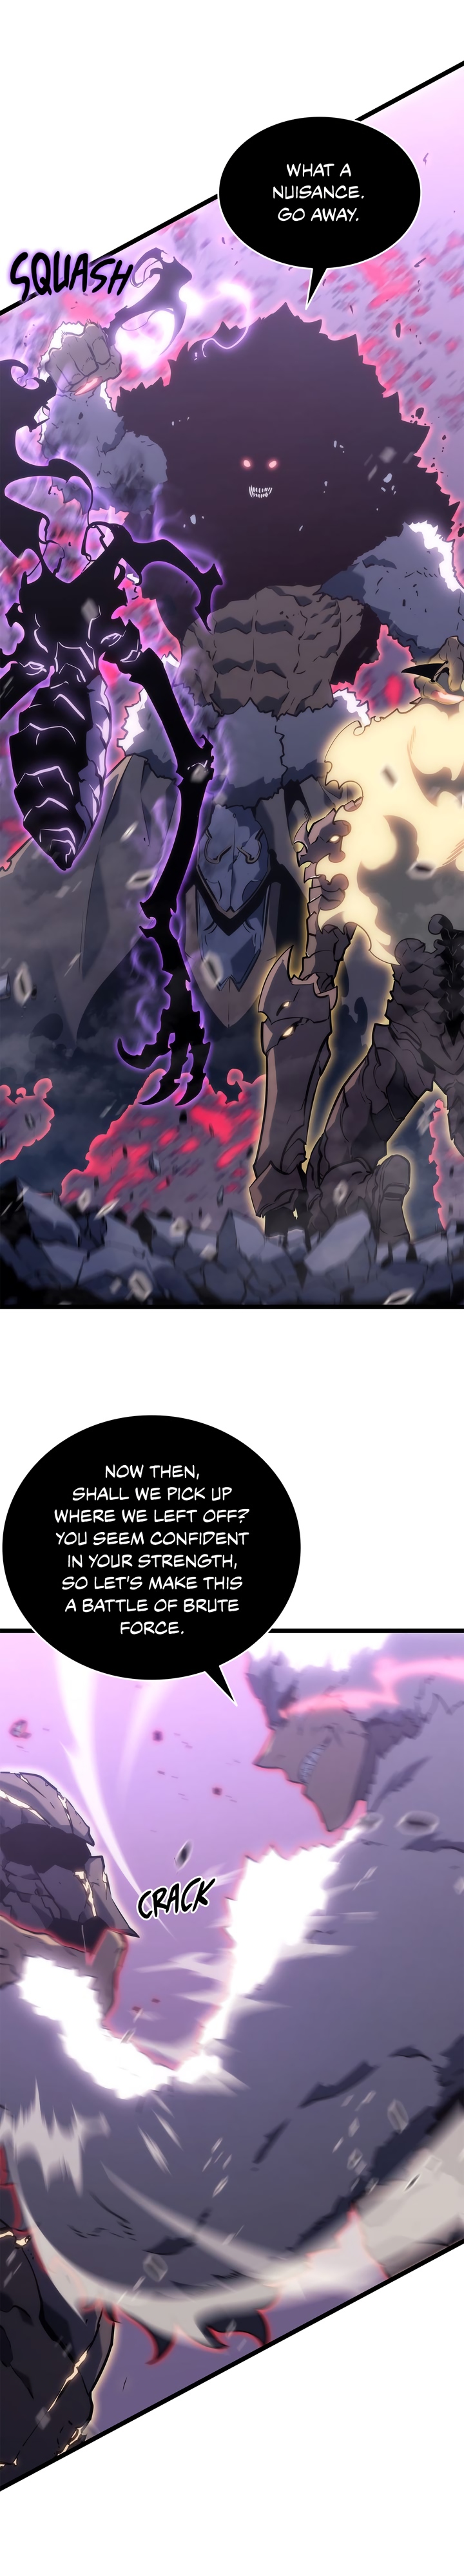 WHAT A
NUISANCE.
GO AWAY.
SQUASH
NOW THEN,
SHALL WE PICK UP
WHERE WE LEFT OFF?
YOU SEEM CONFIDENT
IN YOUR STRENGTH,
SO LET'S MAKE THIS
A BATTLE OF BRUTE
FORCE.
CRACK